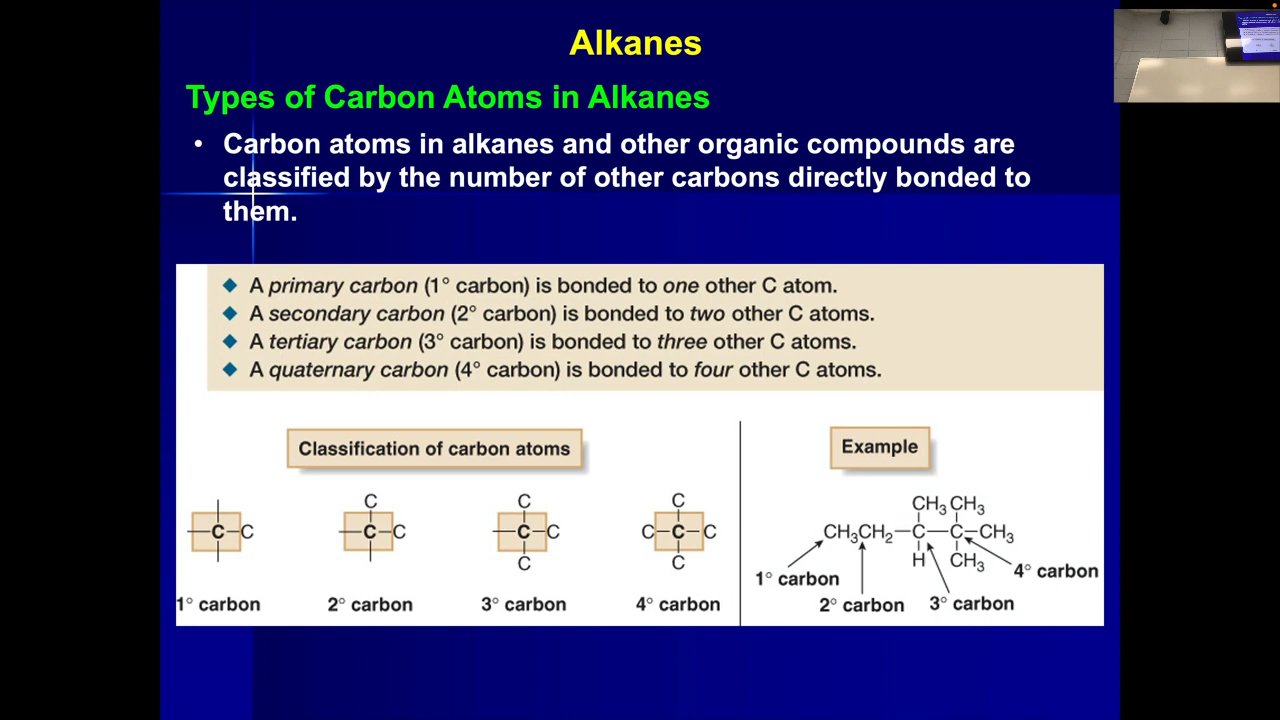 Alkanes
Types of Carbon Atoms in Alkanes
• Carbon atoms in alkanes and other organic compounds are
classified by the number of other carbons directly bonded to
them.
◆ A primary carbon (1° carbon) is bonded to one other C atom.
◆ A secondary carbon (2° carbon) is bonded to two other C atoms.
◆ A tertiary carbon (3° carbon) is bonded to three other C atoms.
◆ A quaternary carbon (4° carbon) is bonded to four other C atoms.
Classification of carbon atoms
C C C
C C C C C C C C C
C C
1° carbon 2° carbon 3° carbon 4° carbon
Example
CH₃ CH₃
CH₃CH₂—C—C—CH₃
H CH₃
1° carbon
4° carbon
2° carbon
3° carbon